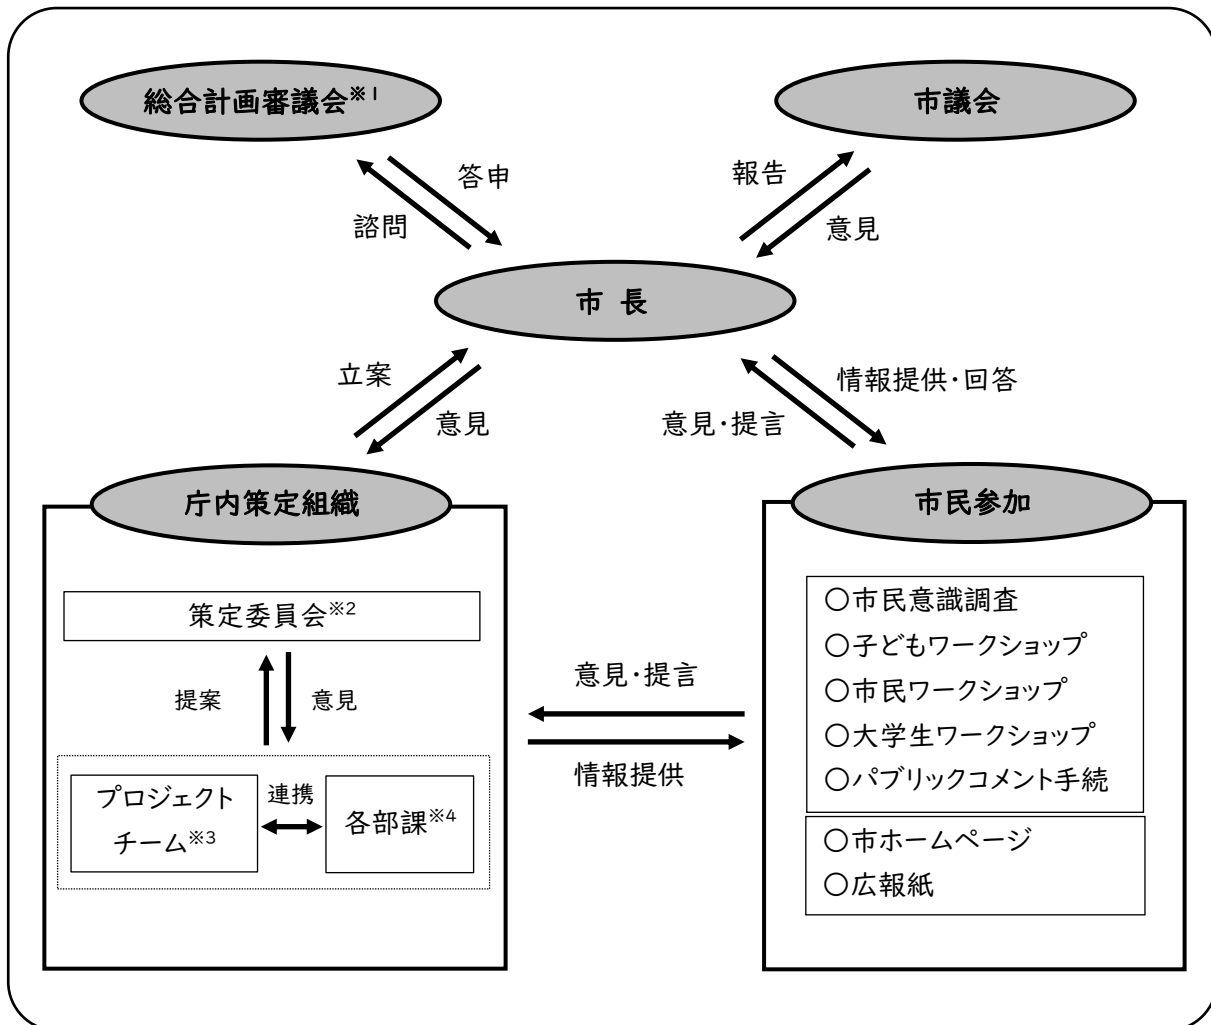 総合計画審議会※1
市議会
答申
諮問
報告
意見
市 長
立案
意見
情報提供・回答
意見・提言
庁内策定組織
市民参加
策定委員会※2
提案
意見
プロジェクト
チーム※3
連携
各部課※4
意見・提言
情報提供
○市民意識調査
○子どもワークショップ
○市民ワークショップ
○大学生ワークショップ
○パブリックコメント手続
○市ホームページ
○広報紙